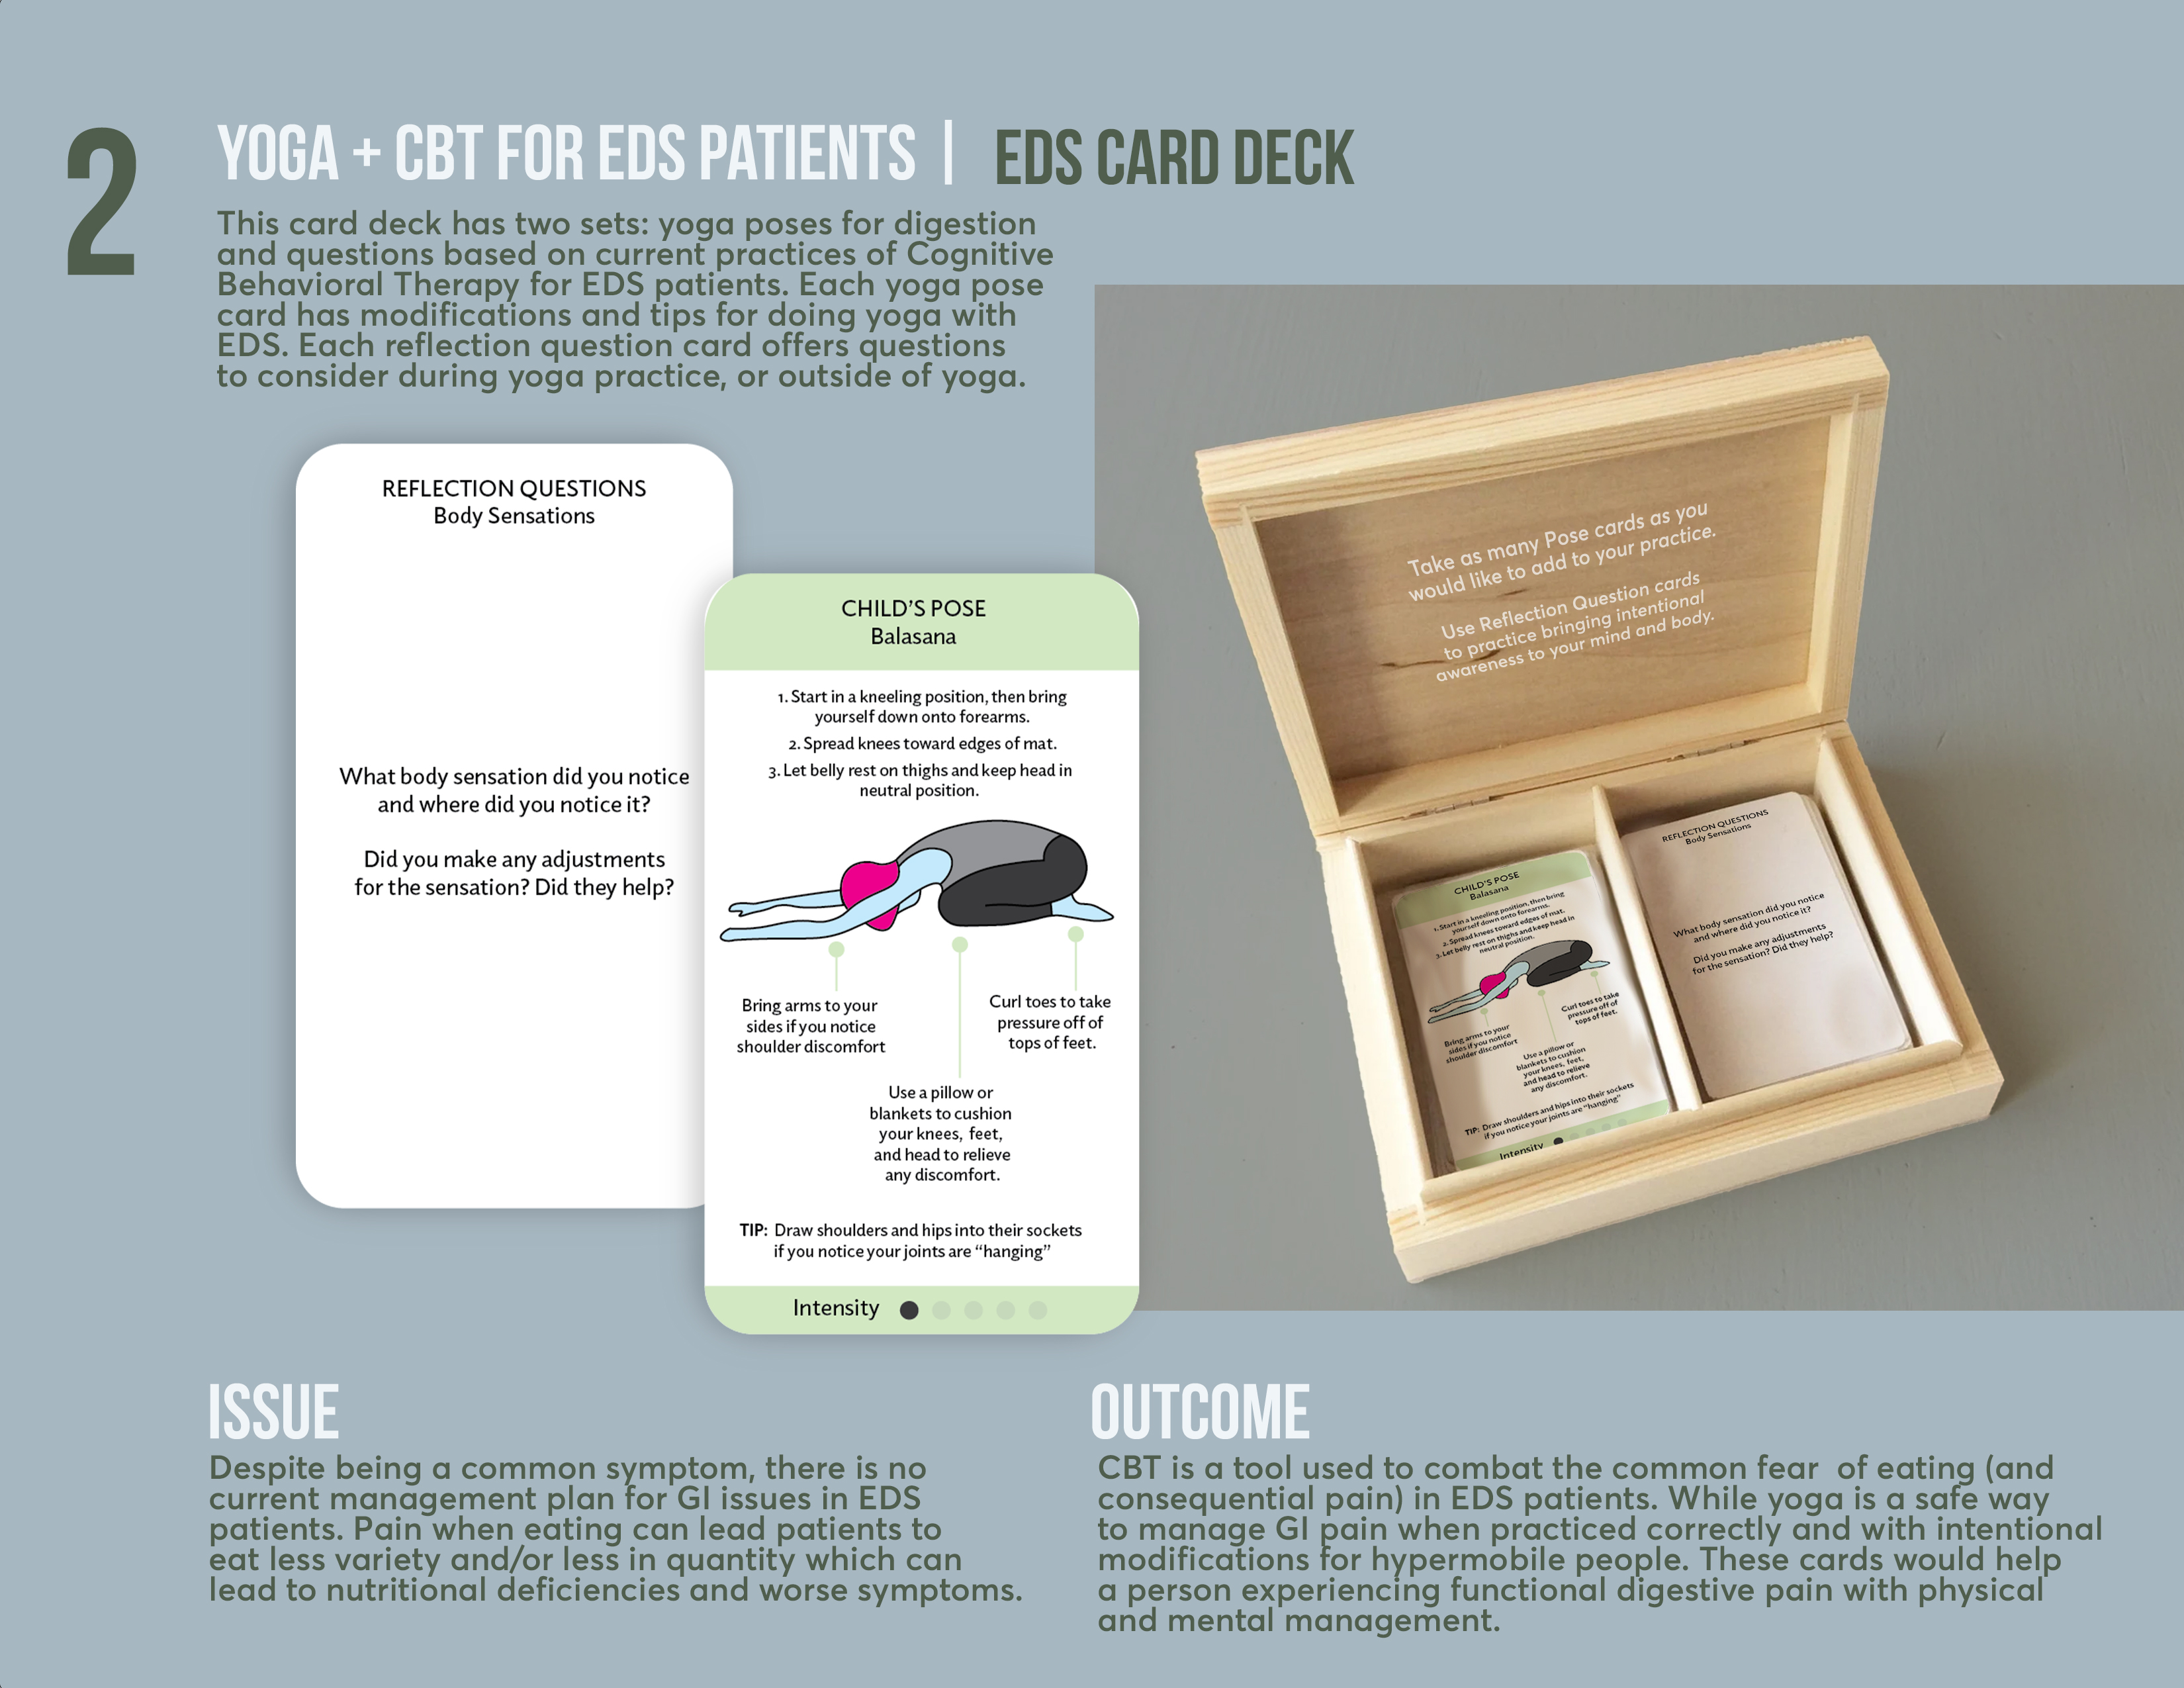 2
YOGA + CBT FOR EDS PATIENTS | EDS CARD DECK
This card deck has two sets: yoga poses for digestion
and questions based on current practices of Cognitive
Behavioral Therapy for EDS patients. Each yoga pose
card has modifications and tips for doing yoga with
EDS. Each reflection question card offers questions
to consider during yoga practice, or outside of yoga.
REFLECTION QUESTIONS
Body Sensations
What body sensation did you notice
and where did you notice it?
Did you make any adjustments
for the sensation? Did they help?
CHILD'S POSE
Balasana
1. Start in a kneeling position, then bring
yourself down onto forearms.
2. Spread knees toward edges of mat.
3. Let belly rest on thighs and keep head in
neutral position.
Bring arms to your
sides if you notice
shoulder discomfort
Use a pillow or
blankets to cushion
your knees, feet,
and head to relieve
any discomfort.
Curl toes to take
pressure off of
tops of feet.
TIP: Draw shoulders and hips into their sockets
if you notice your joints are "hanging"
Intensity
Take as many Pose cards as you
would like to add to your practice.
Use Reflection Question cards
to practice bringing intentional
awareness to your mind and body.
CHILD'S POSE
Balasana
1. Start in a kneeling position, then bring
yourself down onto forearms.
2. Spread knees toward edges of mat.
3. Let belly rest on thighs and keep head in
neutral position.
Bring arms to your
sides if you notice
shoulder discomfort
Use a pillow or
blankets to cushion
your knees, feet,
and head to relieve
any discomfort.
Curl toes to take
pressure off of
tops of feet.
TIP: Draw shoulders and hips into their sockets
if you notice your joints are "hanging"
Intensity
REFLECTION QUESTIONS
Body Sensations
What body sensation did you notice
and where did you notice it?
Did you make any adjustments
for the sensation? Did they help?
ISSUE
Despite being a common symptom, there is no
current management plan for GI issues in EDS
patients. Pain when eating can lead patients to
eat less variety and/or less in quantity which can
lead to nutritional deficiencies and worse symptoms.
OUTCOME
CBT is a tool used to combat the common fear of eating (and
consequential pain) in EDS patients. While yoga is a safe way
to manage GI pain when practiced correctly and with intentional
modifications for hypermobile people. These cards would help
a person experiencing functional digestive pain with physical
and mental management.